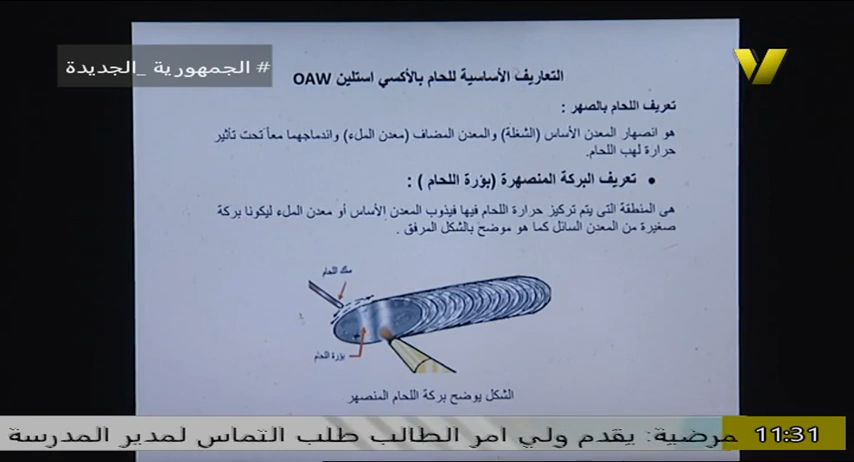 # الجمهورية _الجديدة
التعاريف الأساسية للحام بالأكسي استلين OAW
تعريف اللحام بالصهر :
هو انصهار المعدن الأساس (الشغلة) والمعدن المضاف (معدن الملء) واندماجهما معاً تحت تأثير
حرارة لهب اللحام.
• تعريف البركة المنصهرة (بؤرة اللحام ) :
هى المنطقة التى يتم تركيز حرارة اللحام فيها فيذوب المعدن الأساس أو معدن الملء ليكونا بركة
صغيرة من المعدن السائل كما هو موضح بالشكل المرفق .
سلك اللحام
بؤرة اللحام
الشكل يوضح بركة اللحام المنصهر
مرضية: يقدم ولي امر الطالب طلب التماس لمدير المدرسة
11:31